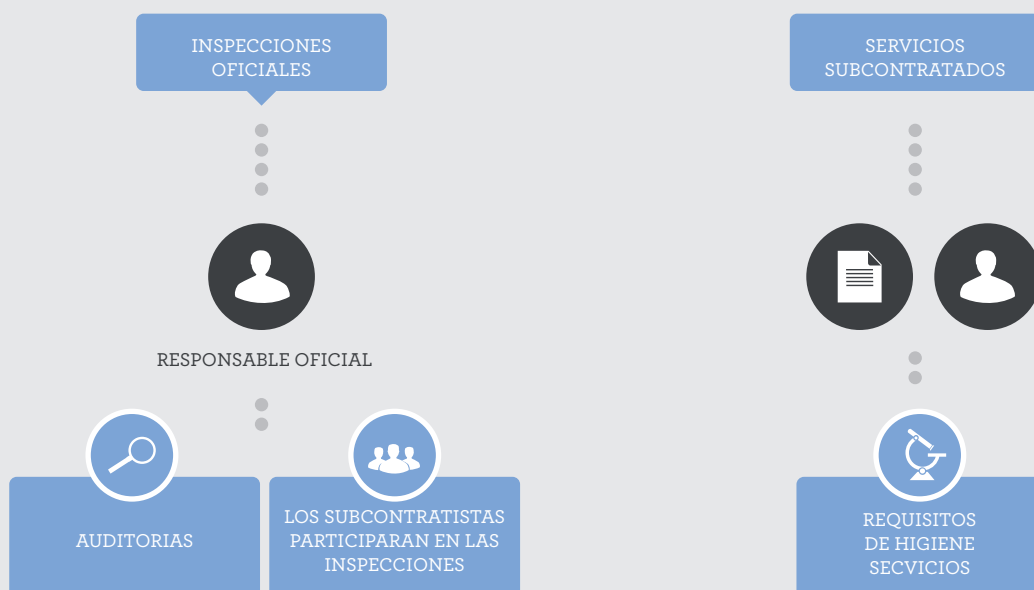 INSPECCIONES
OFICIALES
SERVICIOS
SUBCONTRATADOS
RESPONSABLE OFICIAL
AUDITORIAS
LOS SUBCONTRATISTAS
PARTICIPARAN EN LAS
INSPECCIONES
REQUISITOS
DE HIGIENE
SECVICIOS